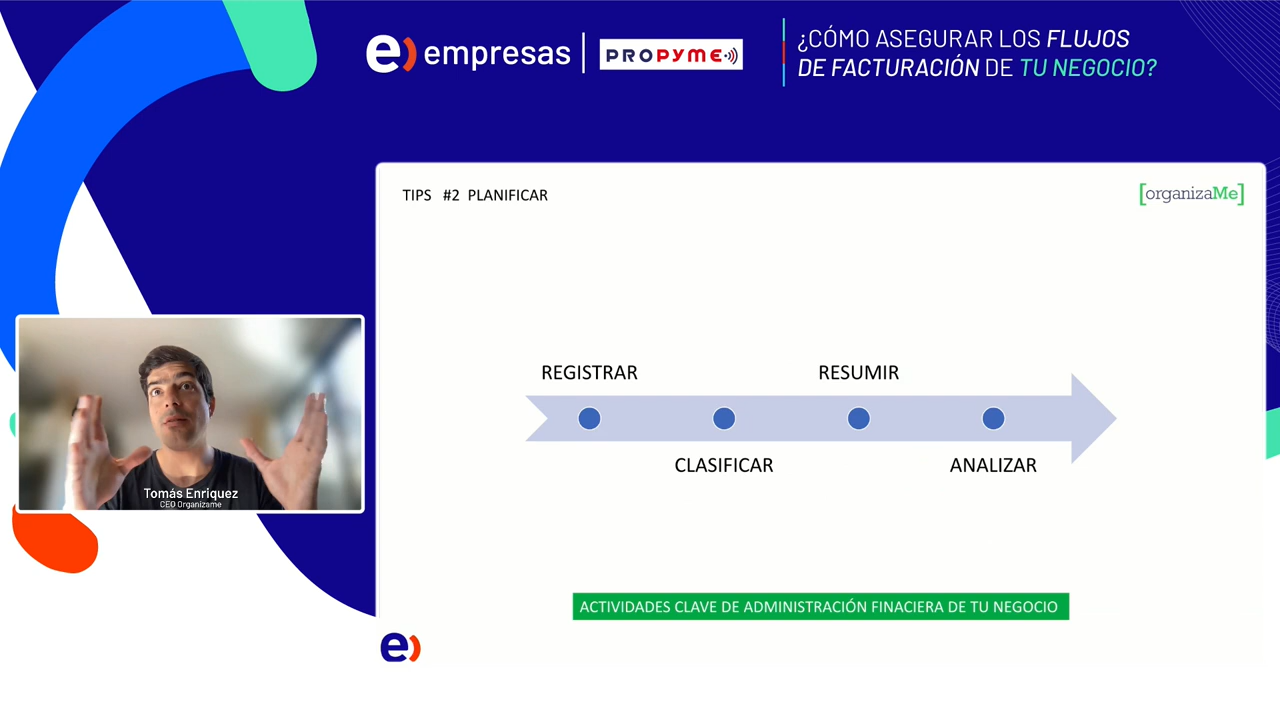 e) empresas
PROPYME
¿CÓMO ASEGURAR LOS FLUJOS
DE FACTURACIÓN DE TU NEGOCIO?
TIPS #2 PLANIFICAR
[organizaMe]
REGISTRAR
RESUMIR
CLASIFICAR
ANALIZAR
Tomás Enriquez
CEO Organízame
ACTIVIDADES CLAVE DE ADMINISTRACIÓN FINACIERA DE TU NEGOCIO
e)